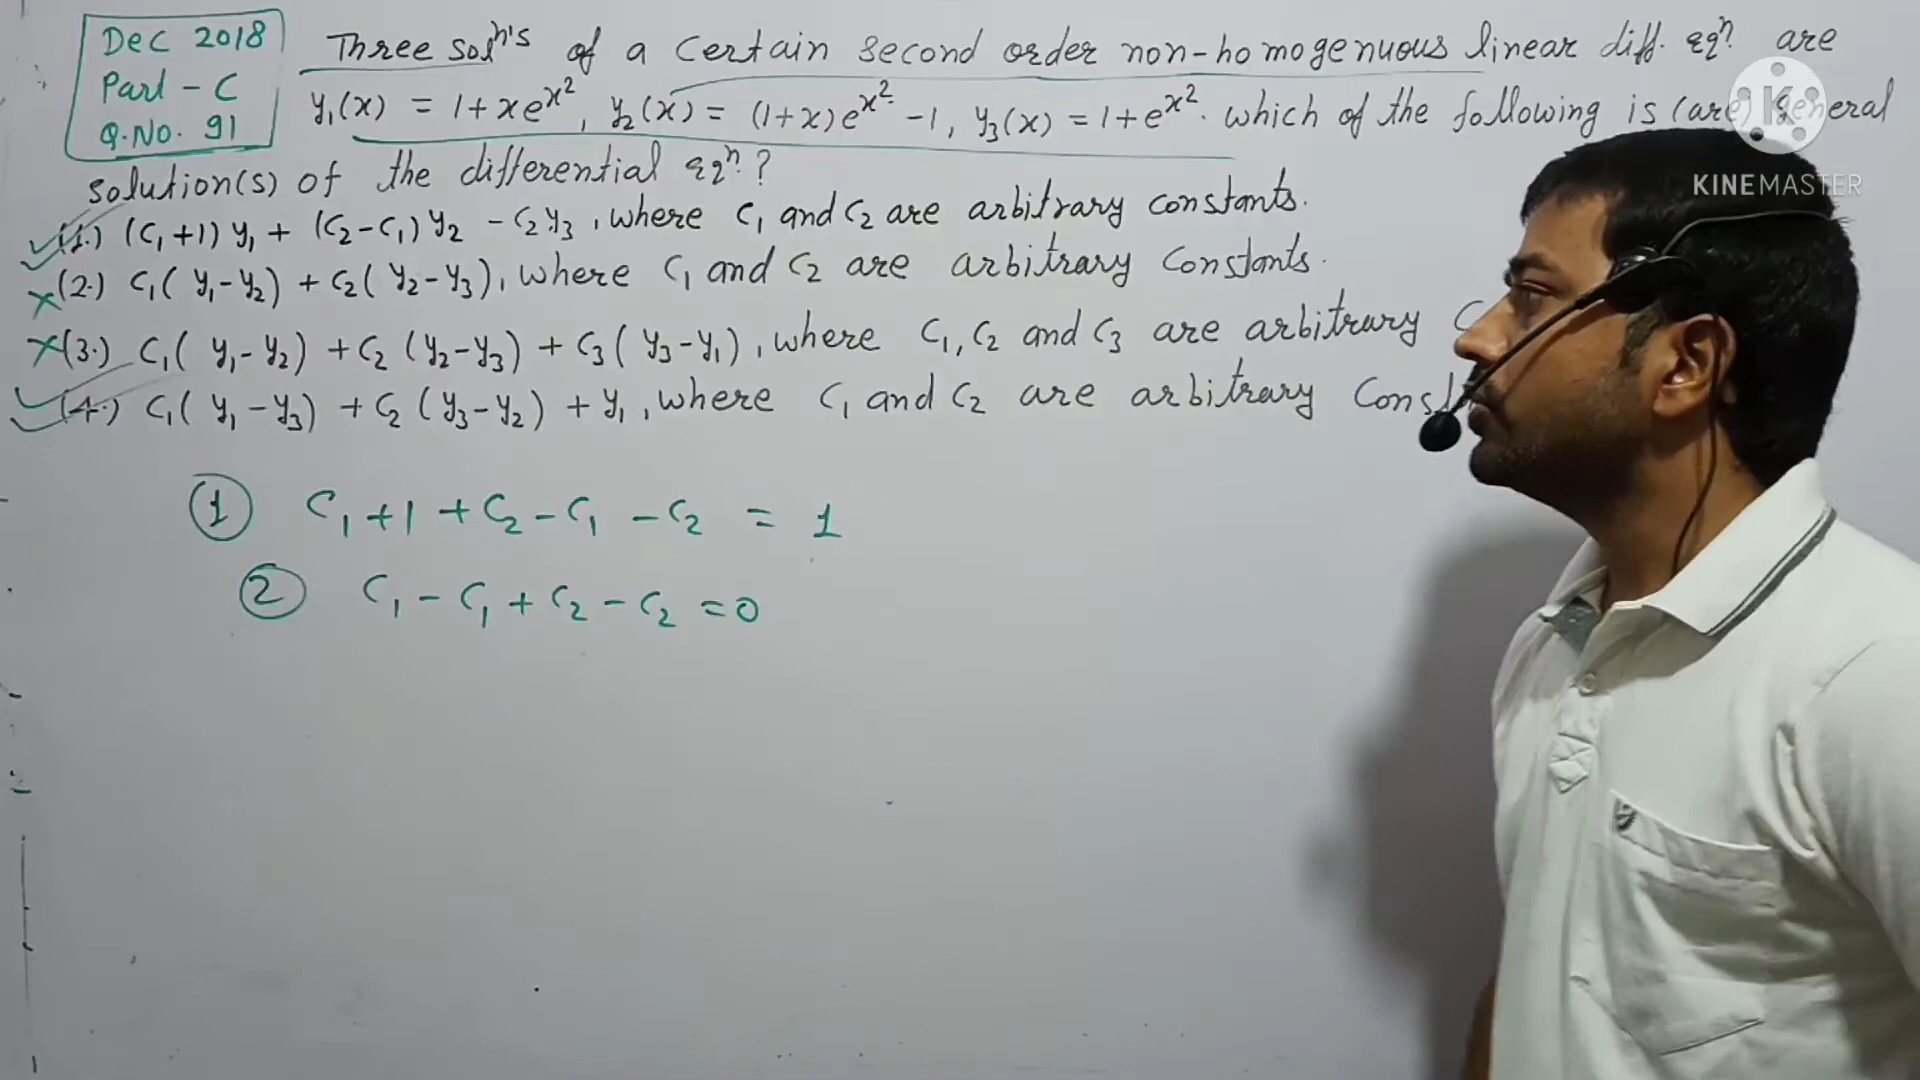 Dec 2018
Part - C
Q.No. 91
Three solⁿ's of a certain second order non-homogenuous linear diff. eqⁿ. are
y₁(x) = 1+xe^x², y₂(x) = (1+x)e^x² -1, y₃(x) = 1+e^x². which of the following is (are) general
solution(s) of the differential eqⁿ.?
(1.) (C₁+1) y₁ + (C₂-C₁) y₂ - C₂y₃, where C₁ and C₂ are arbitrary constants.
(2.) C₁( y₁-y₂) + C₂( y₂-y₃), where C₁ and C₂ are arbitrary Constants.
(3.) C₁( y₁-y₂) + C₂ (y₂-y₃) + C₃ ( y₃-y₁), where C₁, C₂ and C₃ are arbitrary C
(4.) C₁( y₁-y₃) + C₂ ( y₃-y₂) + y₁, where C₁ and C₂ are arbitrary Const
① C₁+1+C₂-C₁-C₂ = 1
② C₁-C₁+C₂-C₂ =0
K
KINEMASTER